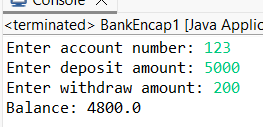 Console
<terminated> BankEncap1 [Java Applic
Enter account number: 123
Enter deposit amount: 5000
Enter withdraw amount: 200
Balance: 4800.0